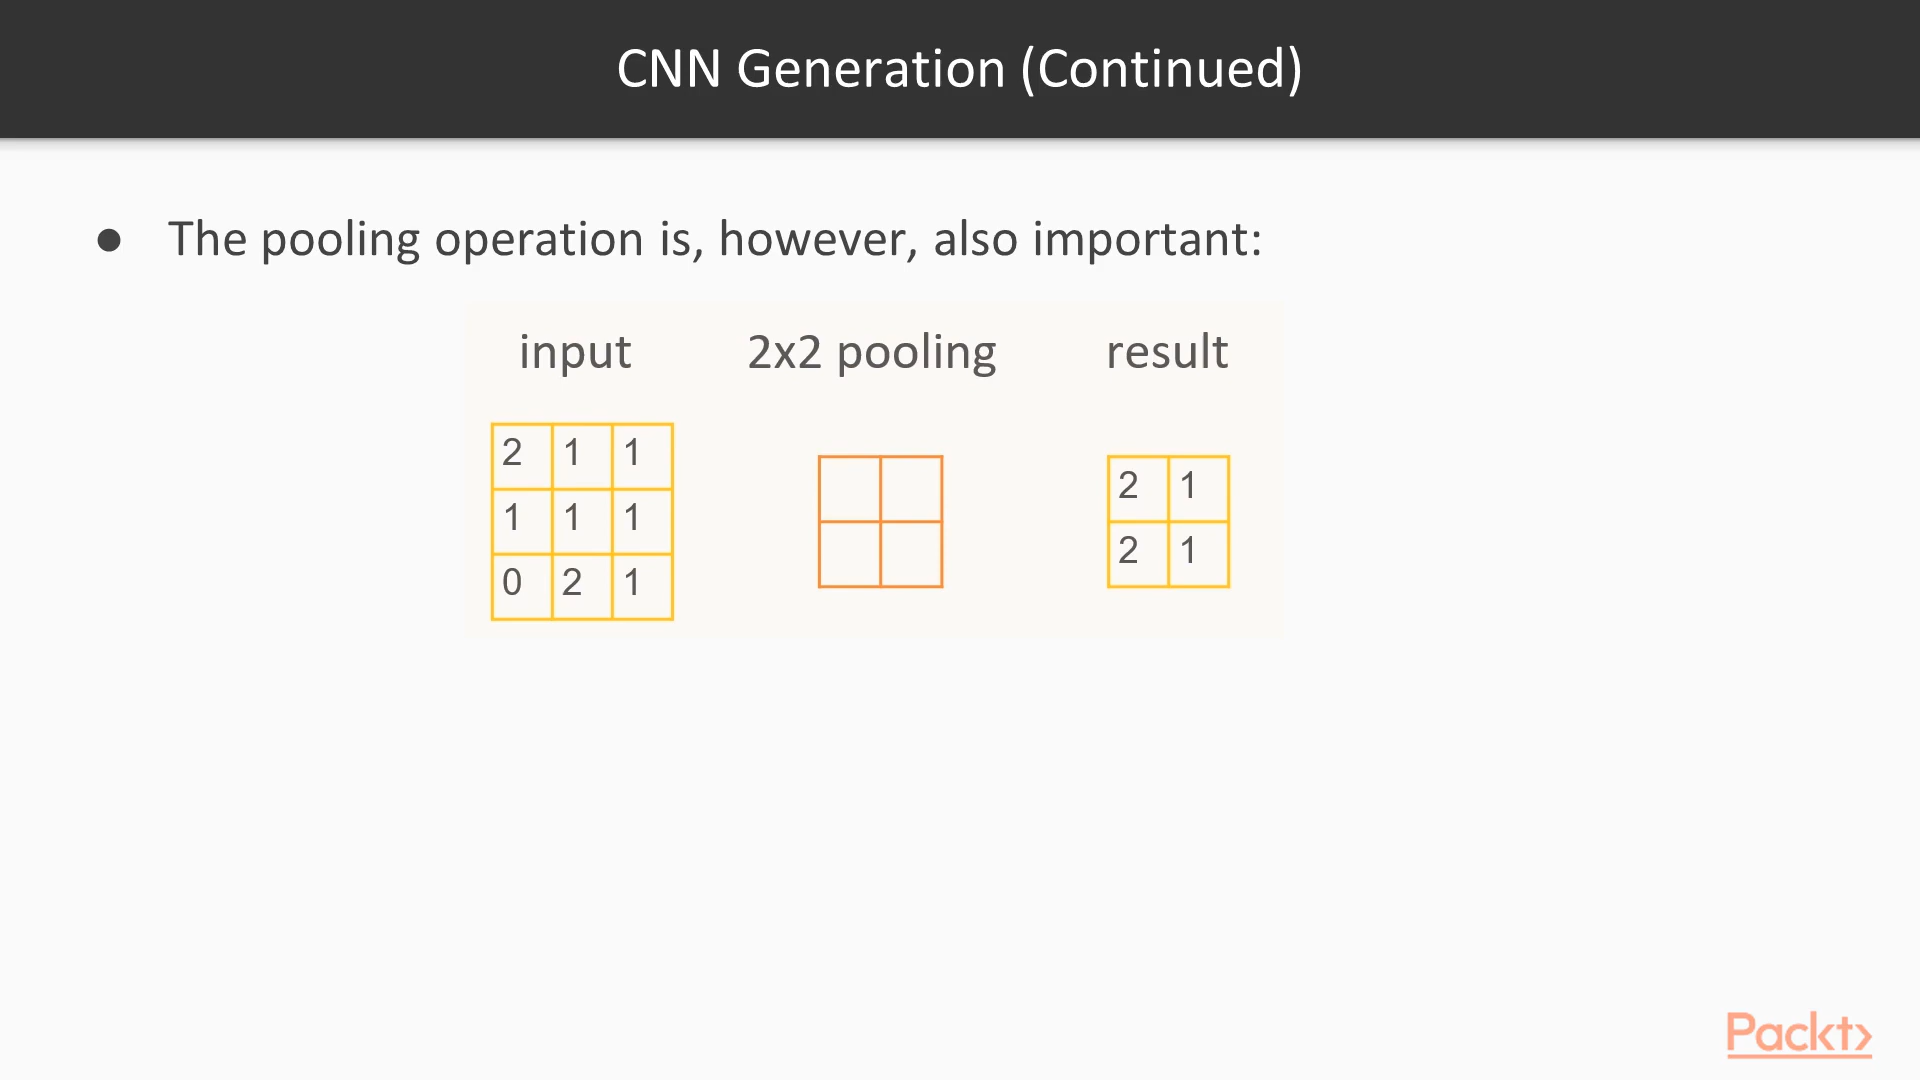 CNN Generation (Continued)
● The pooling operation is, however, also important:
input 2x2 pooling result
2 1 1
1 1 1
0 2 1
2 1
2 1
Packt>